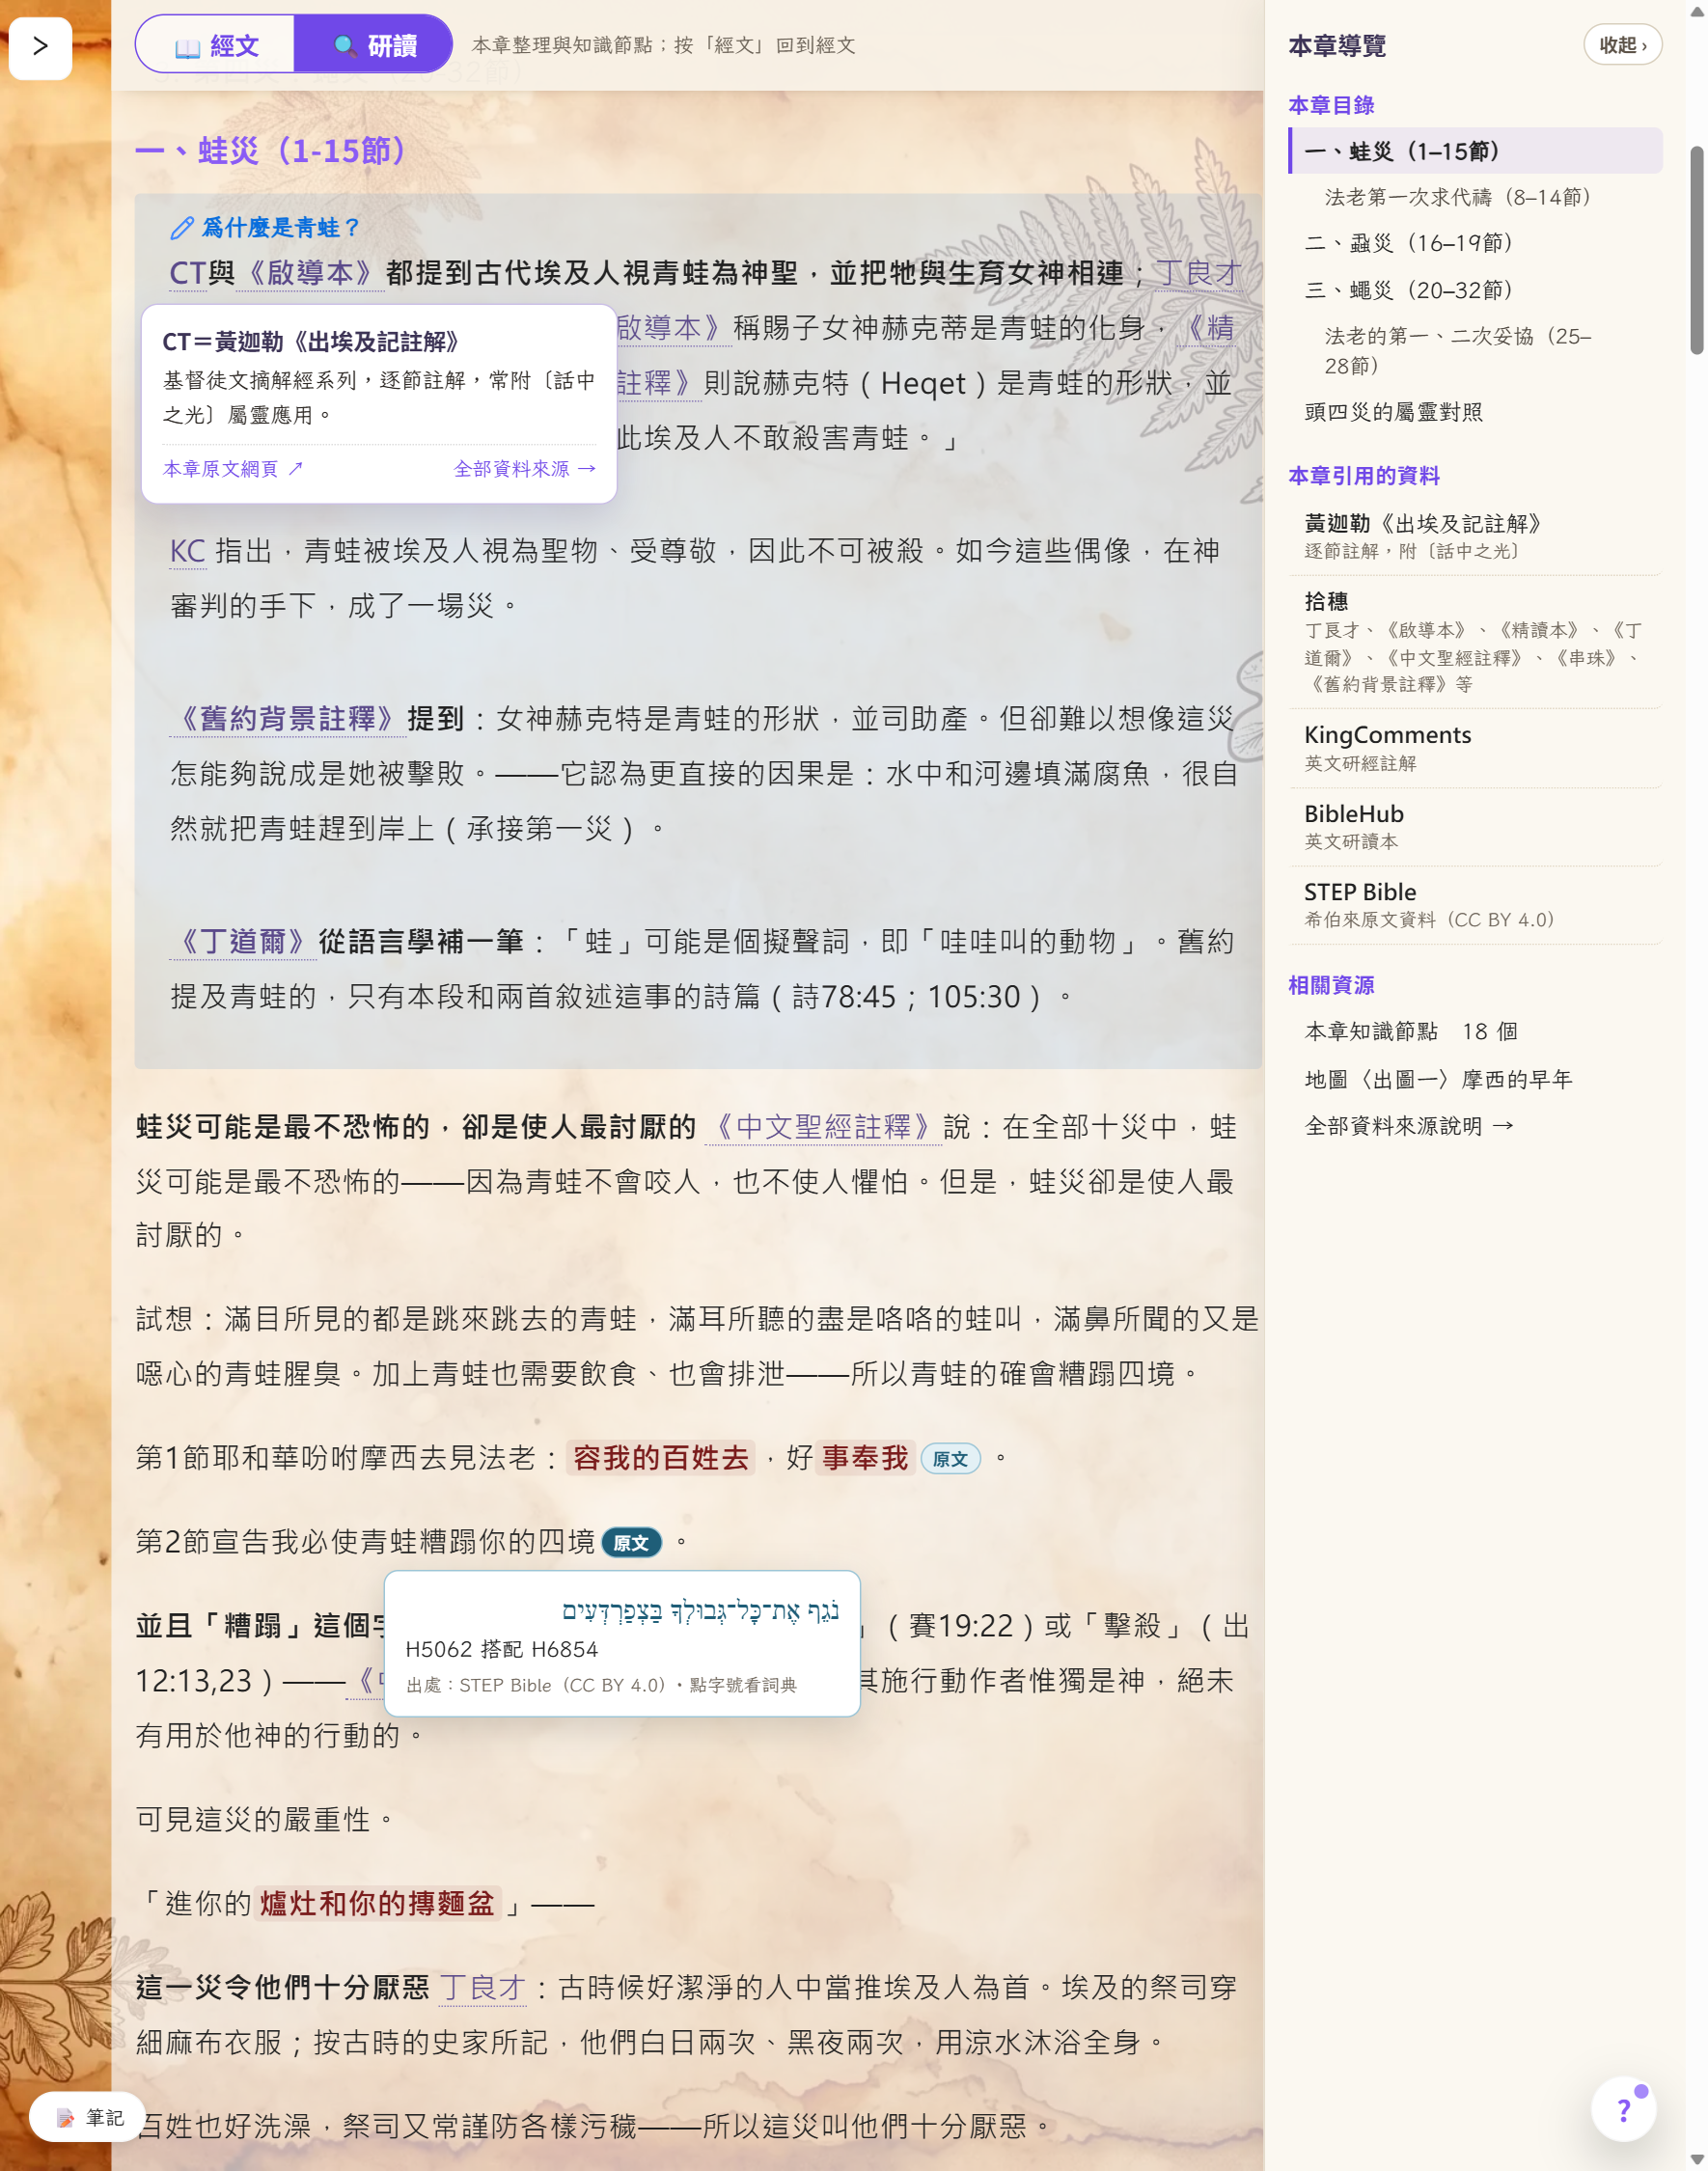 >
📖 經文
🔍 研讀
本章整理與知識節點；按「經文」回到經文
一、蛙災（1-15節）
為什麼是青蛙？
CT與《啟導本》都提到古代埃及人視青蛙為神聖，並把牠與生育女神相連；丁良才
啟導本》稱賜子女神赫克蒂是青蛙的化身，《精
註釋》則說赫克特（Heqet）是青蛙的形狀，並
此埃及人不敢殺害青蛙。」
CT＝黃迦勒《出埃及記註解》
基督徒文摘解經系列，逐節註解，常附〔話中
之光〕屬靈應用。
本章原文網頁 ↗
全部資料來源 →
KC 指出，青蛙被埃及人視為聖物、受尊敬，因此不可被殺。如今這些偶像，在神
審判的手下，成了一場災。
《舊約背景註釋》提到：女神赫克特是青蛙的形狀，並司助產。但卻難以想像這災
怎能夠說成是她被擊敗。——它認為更直接的因果是：水中和河邊填滿腐魚，很自
然就把青蛙趕到岸上（承接第一災）。
《丁道爾》從語言學補一筆：「蛙」可能是個擬聲詞，即「哇哇叫的動物」。舊約
提及青蛙的，只有本段和兩首敘述這事的詩篇（詩78:45；105:30）。
蛙災可能是最不恐怖的，卻是使人最討厭的 《中文聖經註釋》說：在全部十災中，蛙
災可能是最不恐怖的——因為青蛙不會咬人，也不使人懼怕。但是，蛙災卻是使人最
討厭的。
試想：滿目所見的都是跳來跳去的青蛙，滿耳所聽的盡是咯咯的蛙叫，滿鼻所聞的又是
噁心的青蛙腥臭。加上青蛙也需要飲食、也會排泄——所以青蛙的確會糟蹋四境。
第1節耶和華吩咐摩西去見法老：容我的百姓去，好事奉我 原文 。
第2節宣告我必使青蛙糟蹋你的四境 原文 。
נֹגֵף אֶת־כָּל־גְּבוּלְךָ בַּצְפַרְדְּעִים
H5062 搭配 H6854
出處：STEP Bible（CC BY 4.0）・點字號看詞典
並且「糟蹋」這個 」（賽19:22）或「擊殺」（出
12:13,23）——《 其施行動作者惟獨是神，絕未
有用於他神的行動的。
可見這災的嚴重性。
「進你的爐灶和你的摶麵盆」——
這一災令他們十分厭惡 丁良才：古時候好潔淨的人中當推埃及人為首。埃及的祭司穿
細麻布衣服；按古時的史家所記，他們白日兩次、黑夜兩次，用涼水沐浴全身。
百姓也好洗澡，祭司又常謹防各樣污穢——所以這災叫他們十分厭惡。
📝 筆記
本章導覽
收起 ›
本章目錄
一、蛙災（1–15節）
法老第一次求代禱（8–14節）
二、蝨災（16–19節）
三、蠅災（20–32節）
法老的第一、二次妥協（25–
28節）
頭四災的屬靈對照
本章引用的資料
黃迦勒《出埃及記註解》
逐節註解，附〔話中之光〕
拾穗
丁良才、《啟導本》、《精讀本》、《丁
道爾》、《中文聖經註釋》、《串珠》、
《舊約背景註釋》等
KingComments
英文研經註解
BibleHub
英文研讀本
STEP Bible
希伯來原文資料（CC BY 4.0）
相關資源
本章知識節點 18 個
地圖〈出圖一〉摩西的早年
全部資料來源說明 →
?